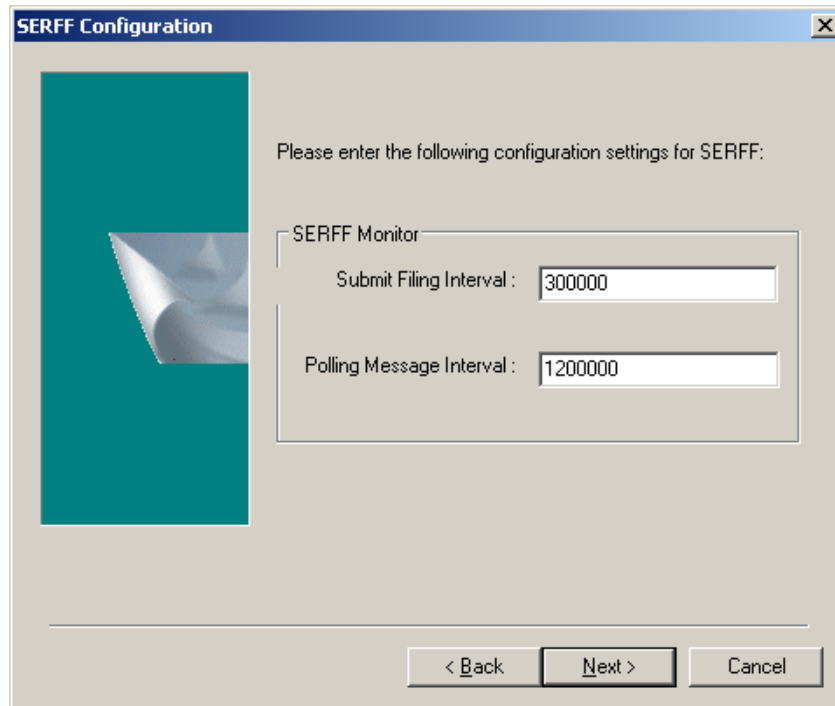 SERFF Configuration
Please enter the following configuration settings for SERFF:
SERFF Monitor
Submit Filing Interval : 300000
Polling Message Interval : 1200000
< Back Next > Cancel